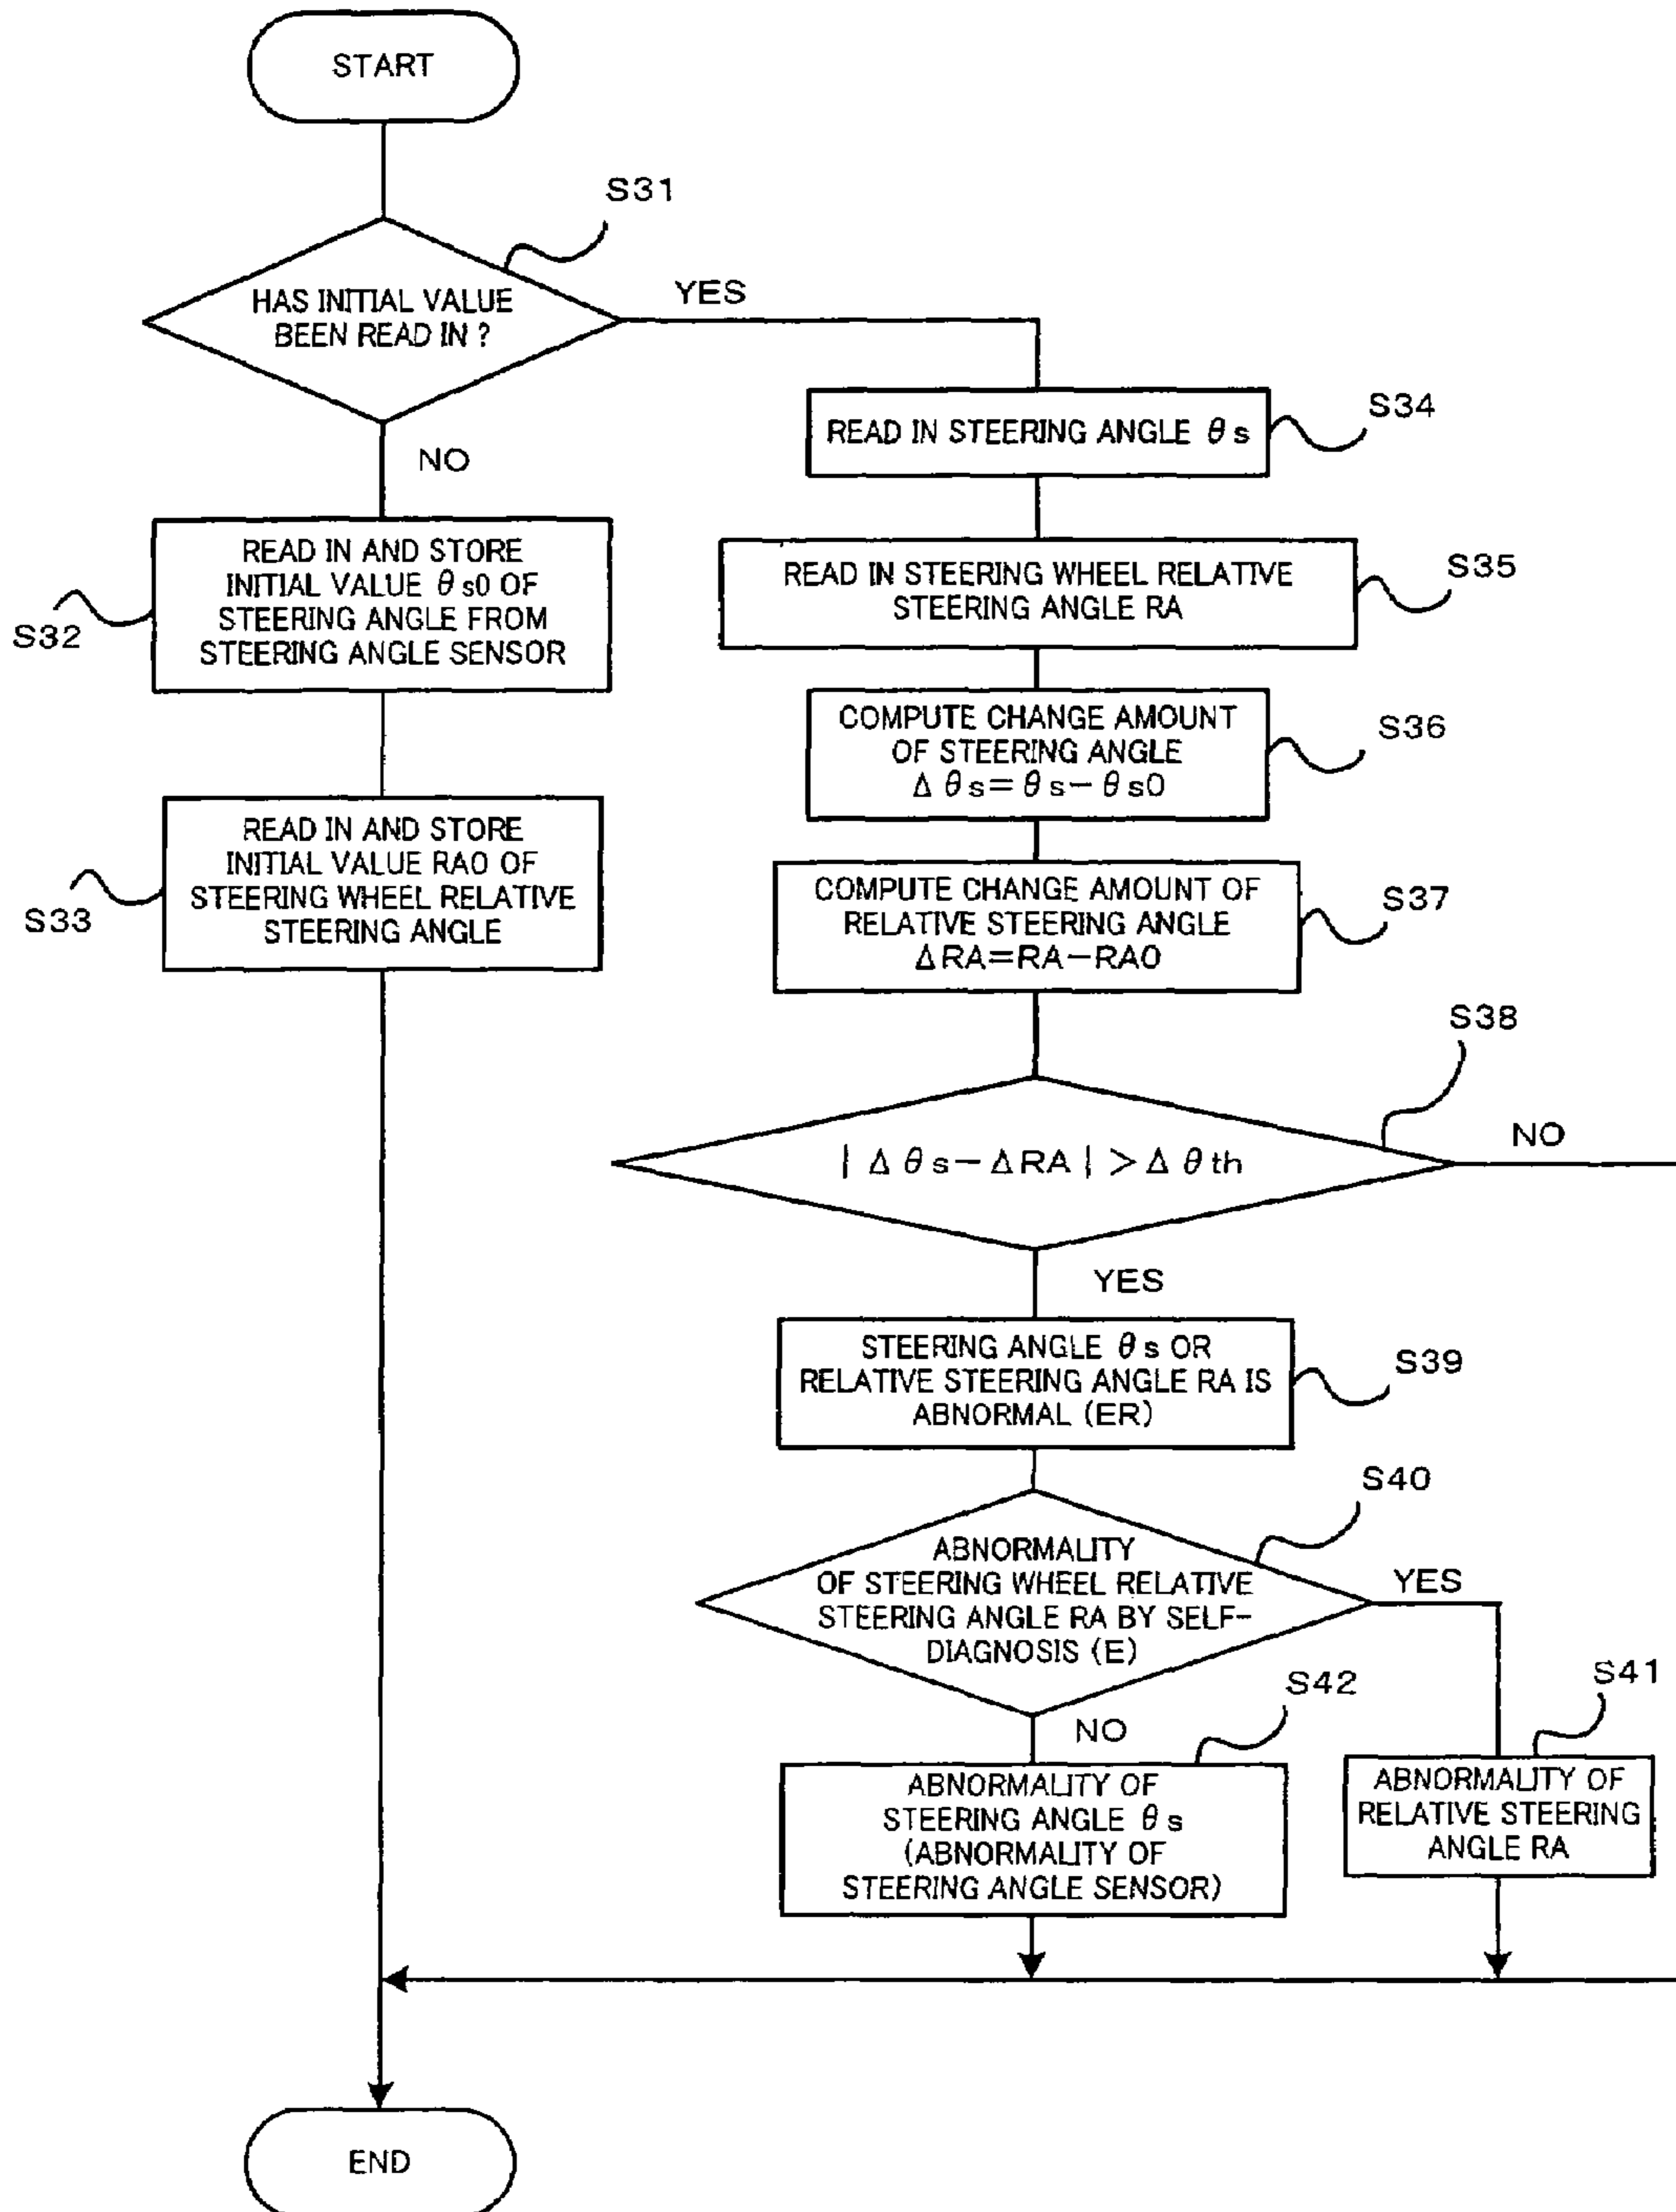 START
S31
HAS INITIAL VALUE
BEEN READ IN ?
YES
NO
S32
READ IN AND STORE
INITIAL VALUE θs0 OF
STEERING ANGLE FROM
STEERING ANGLE SENSOR
S33
READ IN AND STORE
INITIAL VALUE RA0 OF
STEERING WHEEL RELATIVE
STEERING ANGLE
S34
READ IN STEERING ANGLE θs
S35
READ IN STEERING WHEEL RELATIVE
STEERING ANGLE RA
S36
COMPUTE CHANGE AMOUNT
OF STEERING ANGLE
Δθs=θs−θs0
S37
COMPUTE CHANGE AMOUNT OF
RELATIVE STEERING ANGLE
ΔRA=RA−RA0
S38
| Δθs−ΔRA | >Δθth
NO
YES
S39
STEERING ANGLE θs OR
RELATIVE STEERING ANGLE RA IS
ABNORMAL (ER)
S40
ABNORMALITY
OF STEERING WHEEL RELATIVE
STEERING ANGLE RA BY SELF-
DIAGNOSIS (E)
YES
NO
S41
ABNORMALITY OF
RELATIVE STEERING
ANGLE RA
S42
ABNORMALITY OF
STEERING ANGLE θs
(ABNORMALITY OF
STEERING ANGLE SENSOR)
END